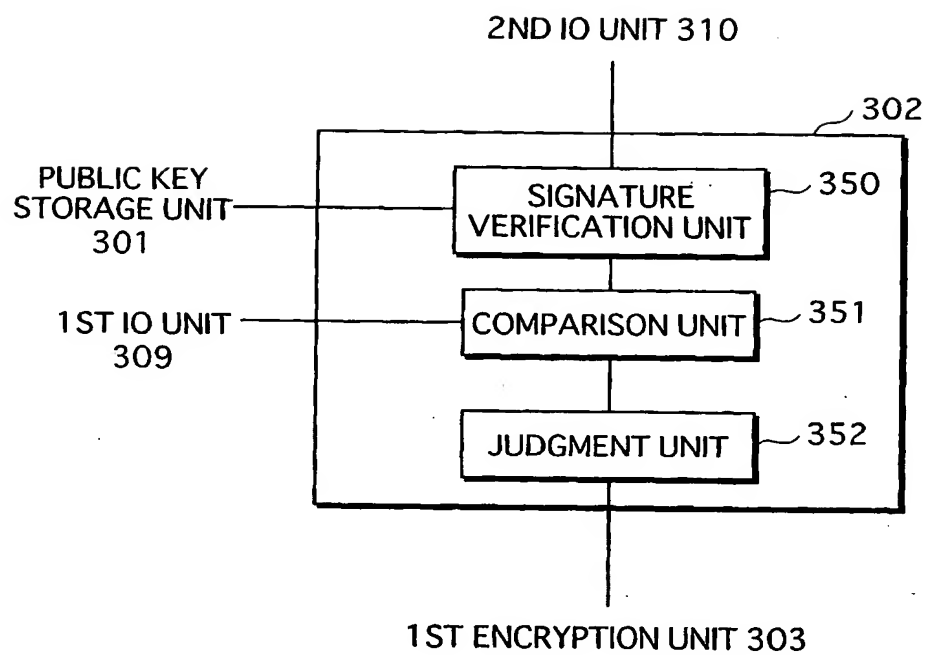 2ND IO UNIT 310
302
PUBLIC KEY
STORAGE UNIT
301
SIGNATURE
VERIFICATION UNIT
350
1ST IO UNIT
309
COMPARISON UNIT
351
JUDGMENT UNIT
352
1ST ENCRYPTION UNIT 303